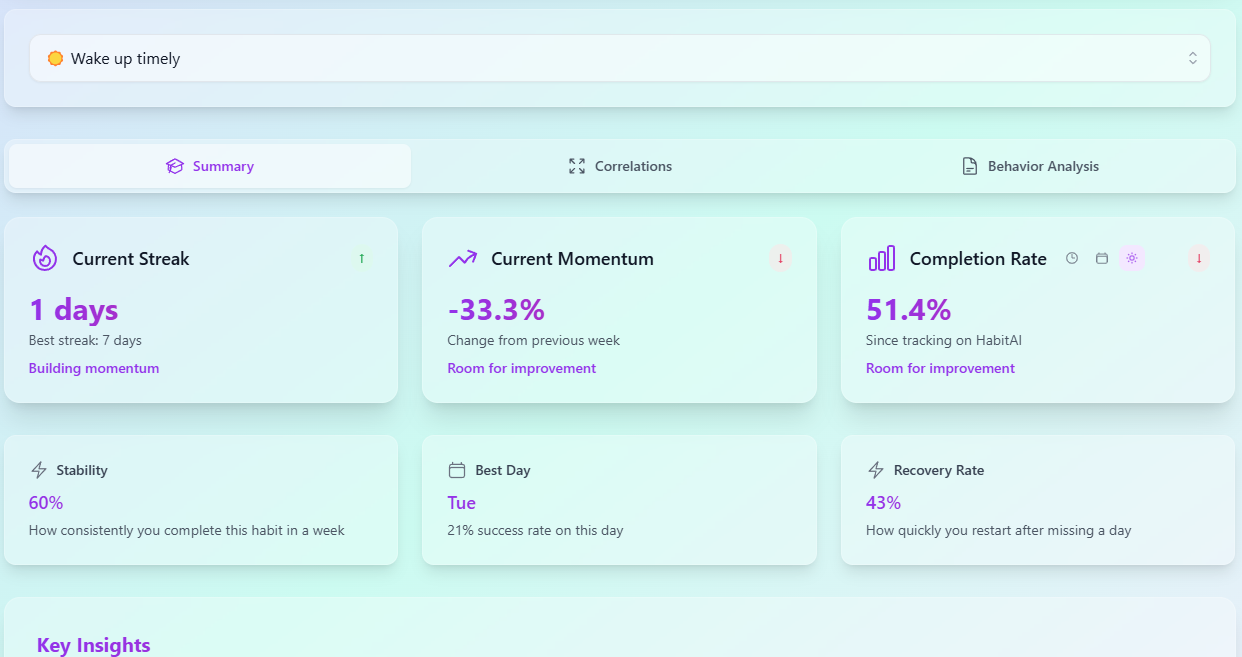 Wake up timely
Summary
Correlations
Behavior Analysis
Current Streak
1 days
Best streak: 7 days
Building momentum
Current Momentum
-33.3%
Change from previous week
Room for improvement
Completion Rate
51.4%
Since tracking on HabitAI
Room for improvement
Stability
60%
How consistently you complete this habit in a week
Best Day
Tue
21% success rate on this day
Recovery Rate
43%
How quickly you restart after missing a day
Key Insights